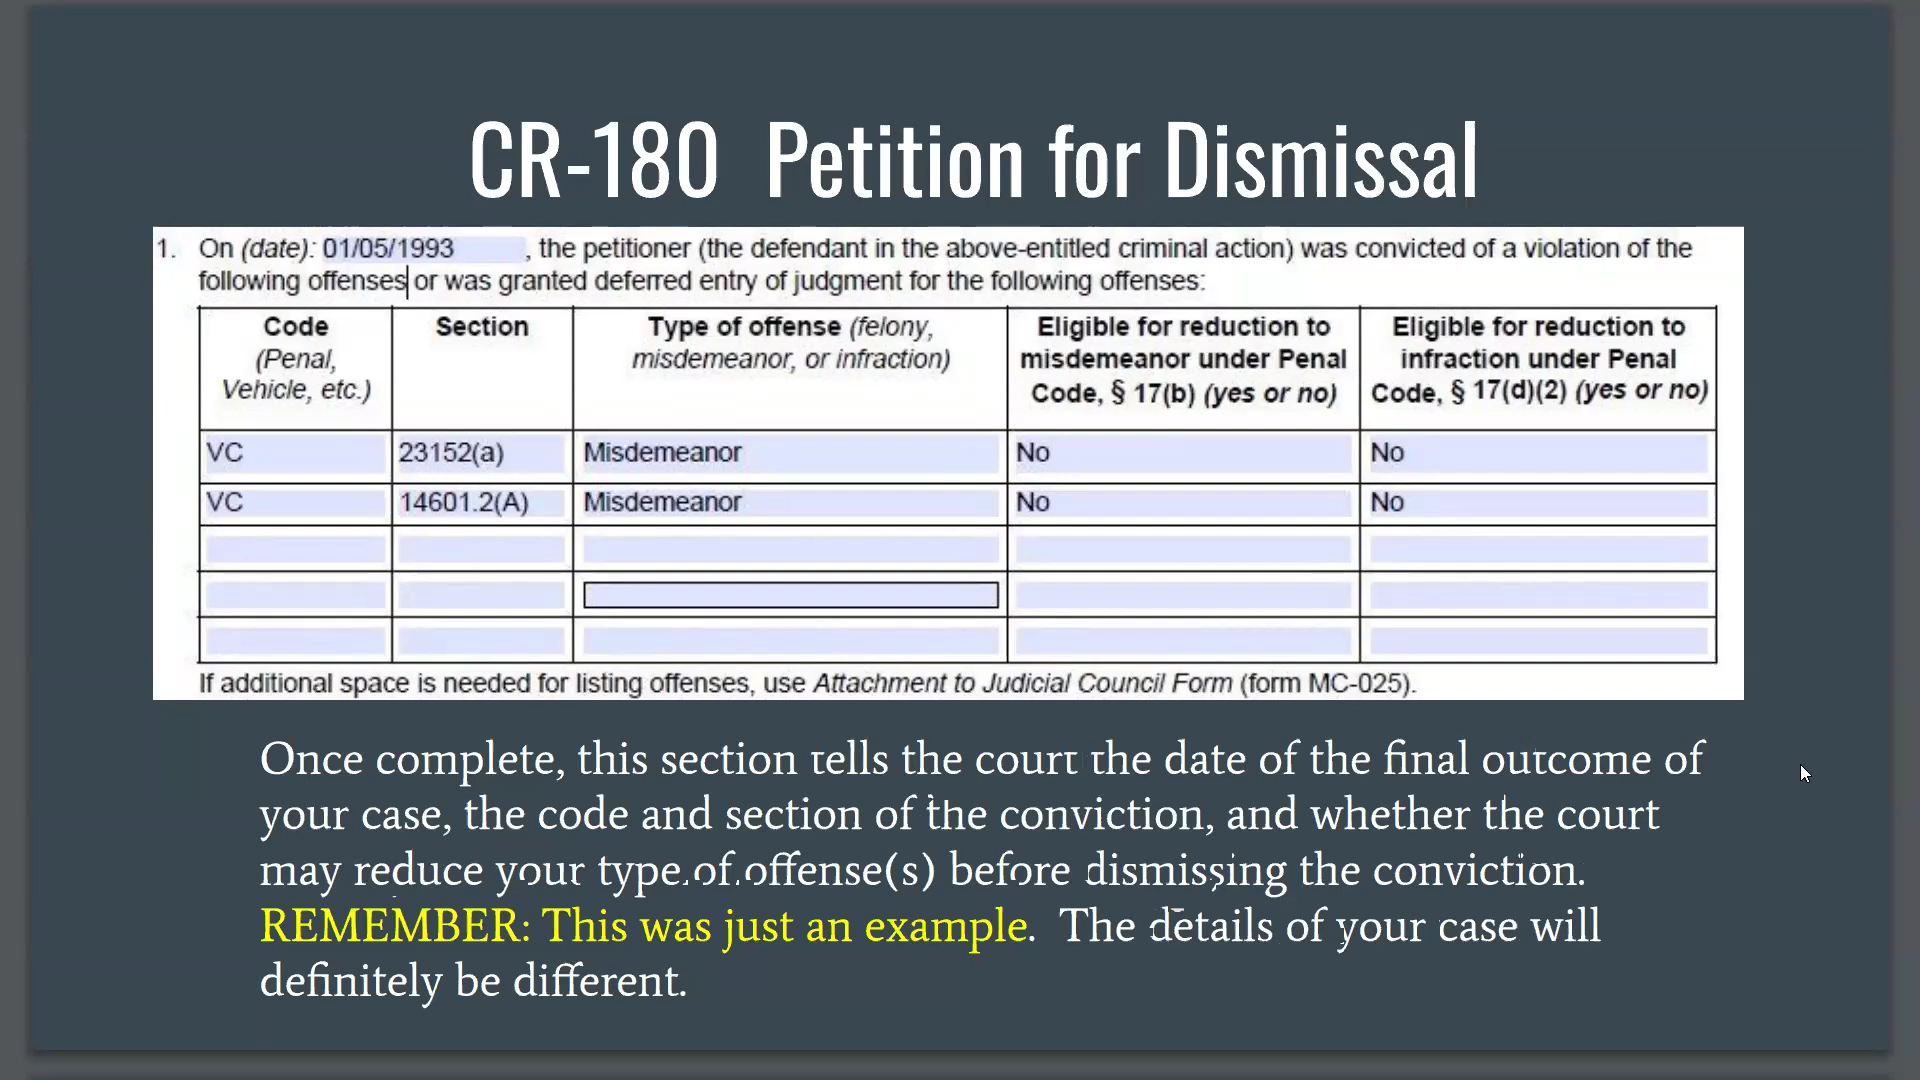 CR-180 Petition for Dismissal
1. On (date): 01/05/1993 , the petitioner (the defendant in the above-entitled criminal action) was convicted of a violation of the
following offenses or was granted deferred entry of judgment for the following offenses:
Code
(Penal,
Vehicle, etc.)
Section
Type of offense (felony,
misdemeanor, or infraction)
Eligible for reduction to
misdemeanor under Penal
Code, § 17(b) (yes or no)
Eligible for reduction to
infraction under Penal
Code, § 17(d)(2) (yes or no)
VC 23152(a) Misdemeanor No No
VC 14601.2(A) Misdemeanor No No
If additional space is needed for listing offenses, use Attachment to Judicial Council Form (form MC-025).
Once complete, this section tells the court the date of the final outcome of
your case, the code and section of the conviction, and whether the court
may reduce your type of offense(s) before dismissing the conviction.
REMEMBER: This was just an example. The details of your case will
definitely be different.